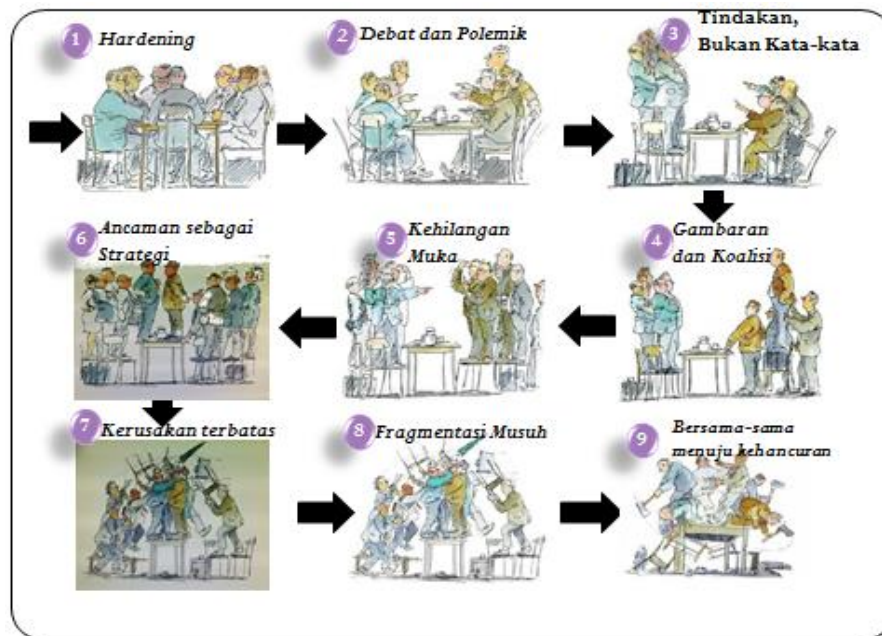 1 Hardening
2 Debat dan Polemik
3 Tindakan,
Bukan Kata-kata
4 Gambaran
dan Koalisi
5 Kehilangan
Muka
6 Ancaman sebagai
Strategi
7 Kerusakan terbatas
8 Fragmentasi Musuh
9 Bersama-sama
menuju kehancuran